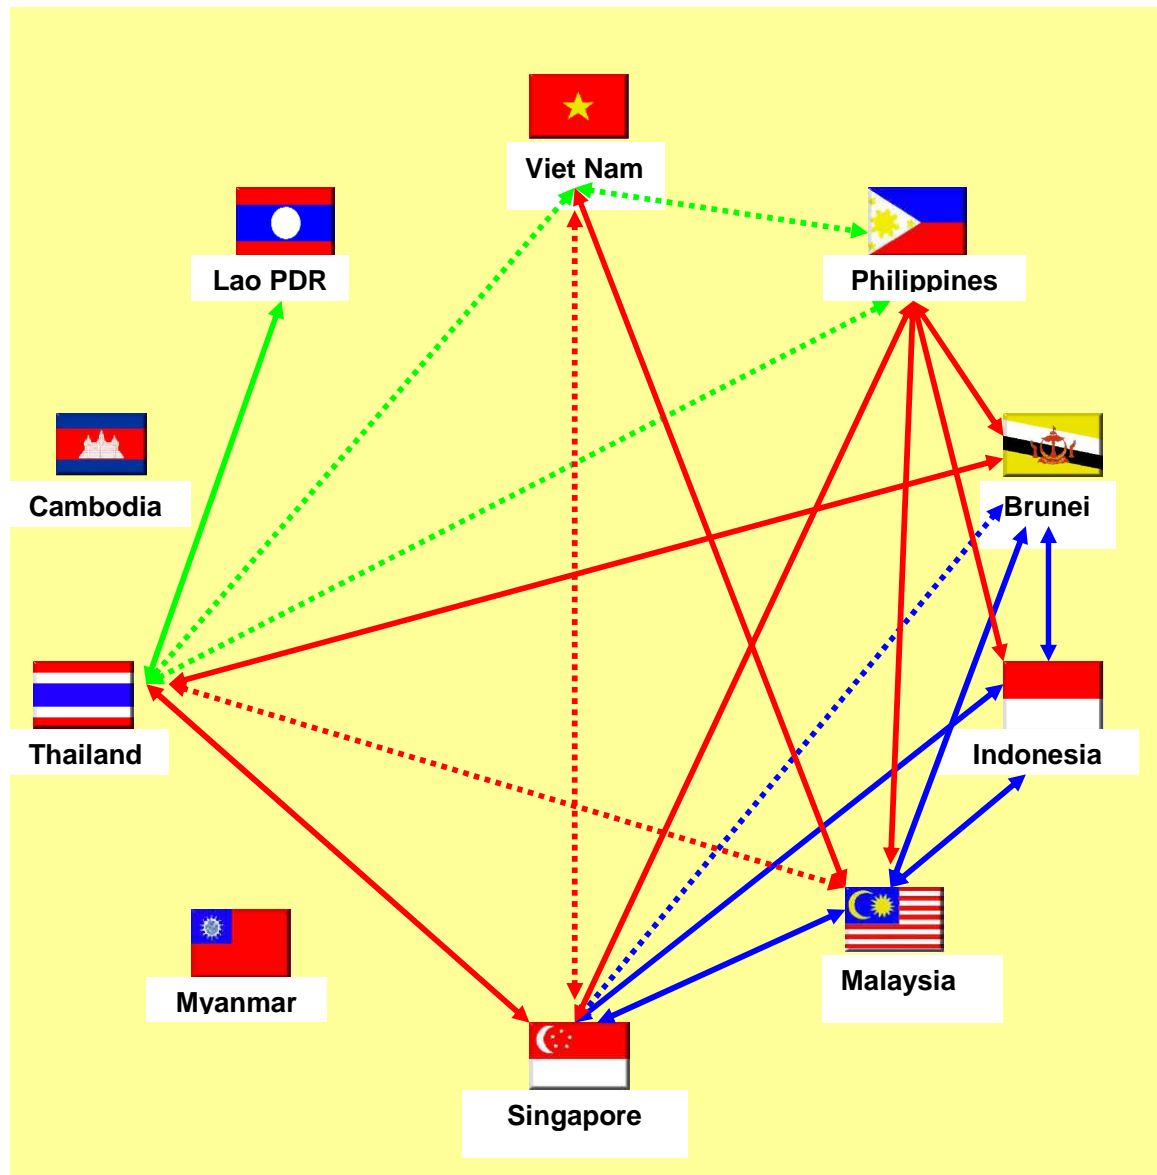 Viet Nam
Lao PDR
Philippines
Cambodia
Brunei
Thailand
Indonesia
Myanmar
Malaysia
Singapore